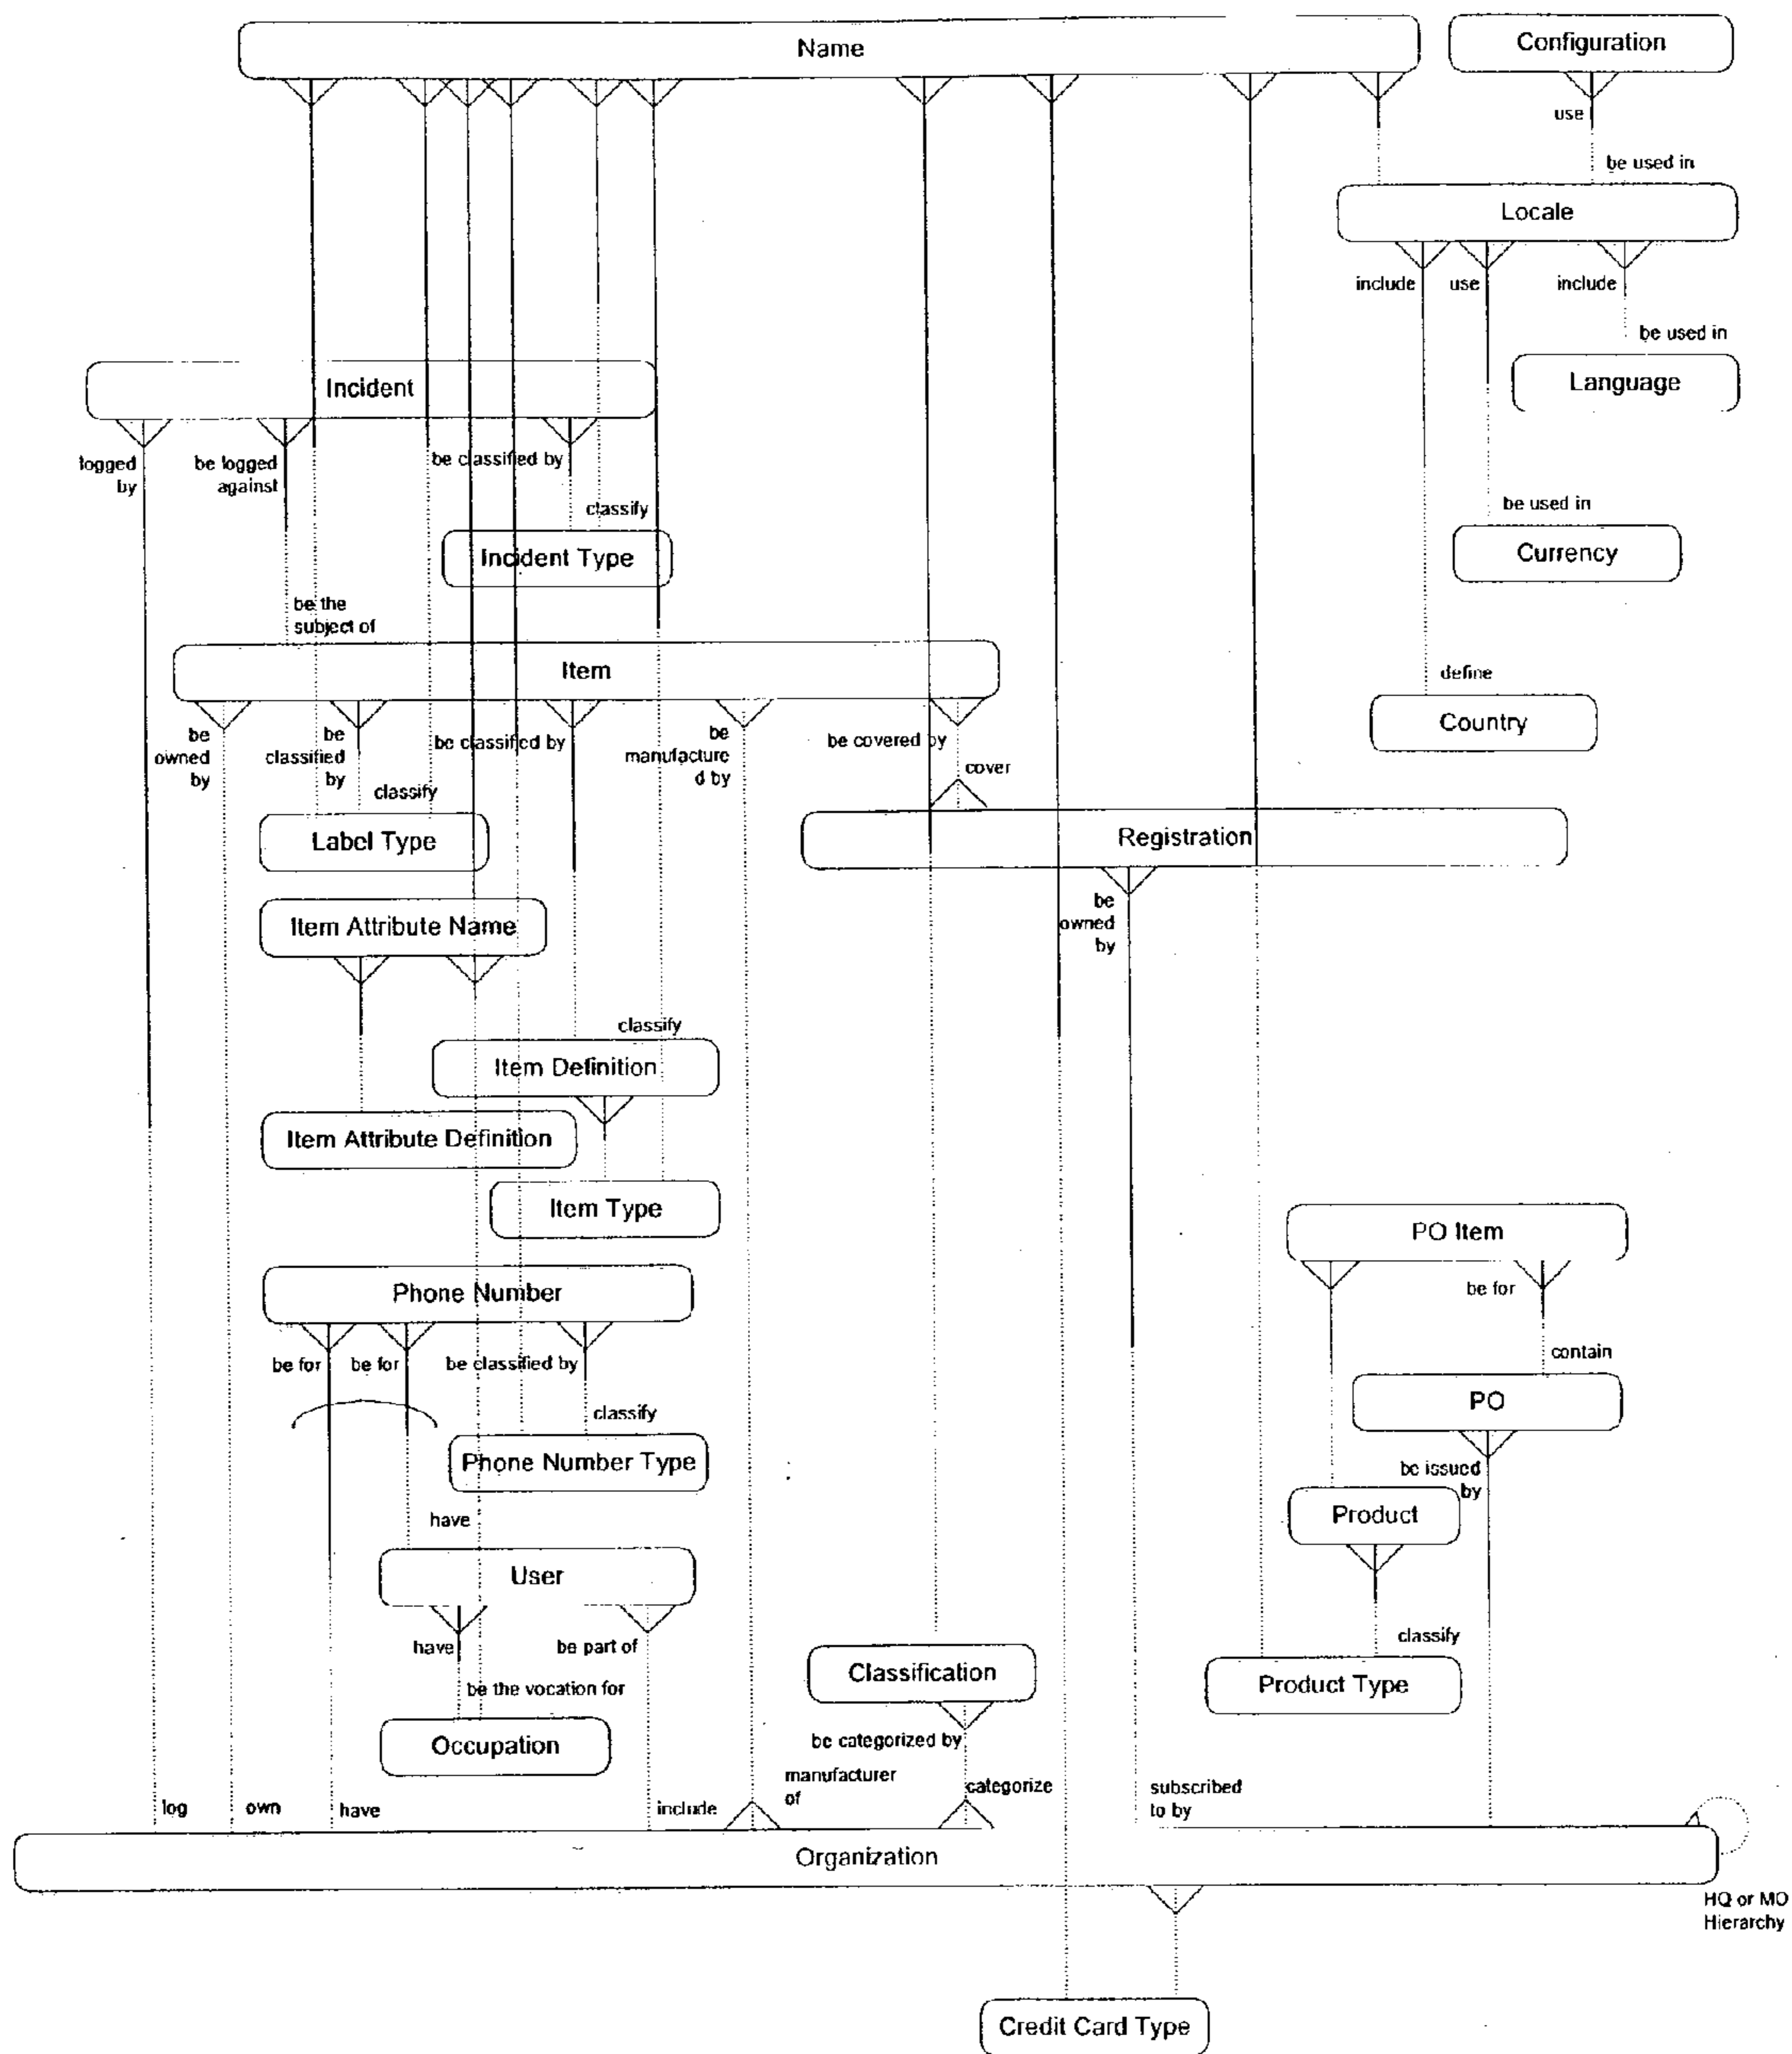 Name
Configuration
use
be used in
Locale
include
use
include
be used in
Language
Incident
logged
by
be logged
against
be classified by
classify
be used in
Currency
Incident Type
be the
subject of
Item
define
Country
be
owned
by
be
classified
by
be classified by
be
manufacture
d by
be covered by
cover
classify
Label Type
Registration
be
owned
by
Item Attribute Name
classify
Item Definition
Item Attribute Definition
Item Type
PO Item
be for
Phone Number
be for
be for
be classified by
contain
PO
classify
Phone Number Type
be issued
by
Product
have
User
have
be part of
classify
Classification
Product Type
be the vocation for
Occupation
be categorized by
manufacturer
of
categorize
subscribed
to by
log
own
have
include
Organization
HQ or MO
Hierarchy
Credit Card Type